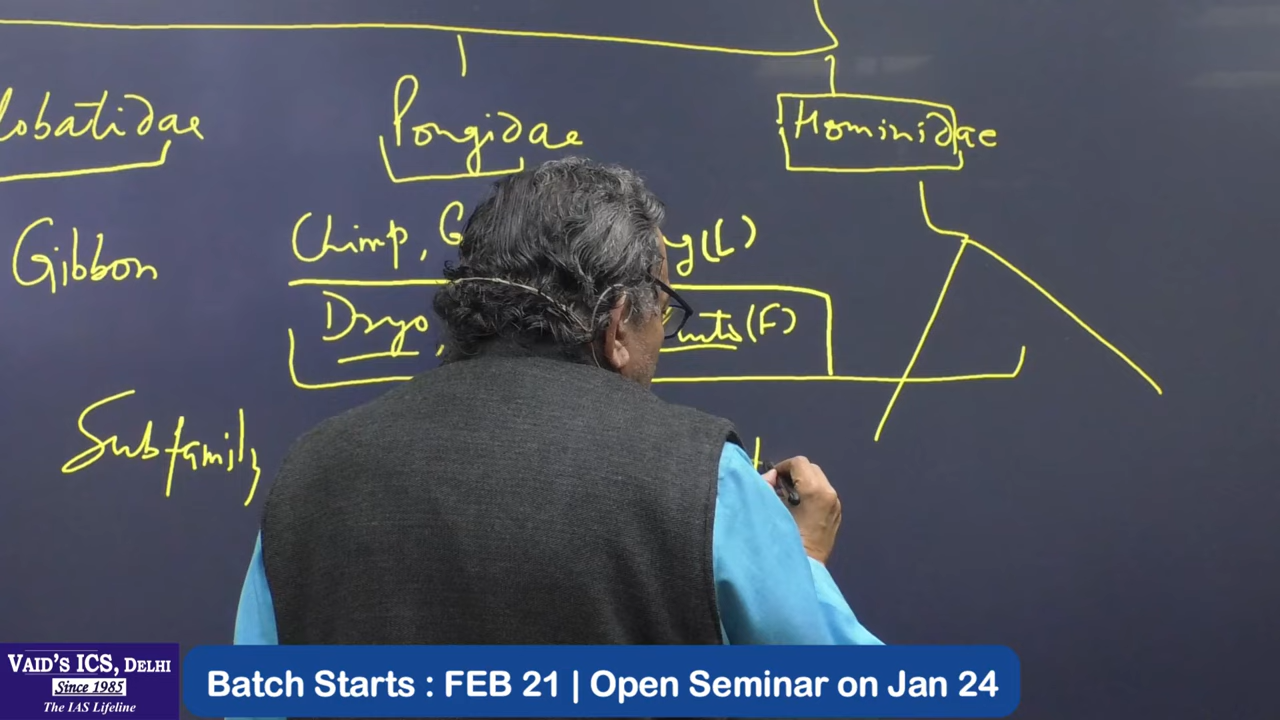 lobatidae Pongidae Hominidae
Gibbon Chimp, (L)
Dryo, (F)
Subfamily
VAID'S ICS, DELHI
Since 1985
The IAS Lifeline
Batch Starts : FEB 21 | Open Seminar on Jan 24